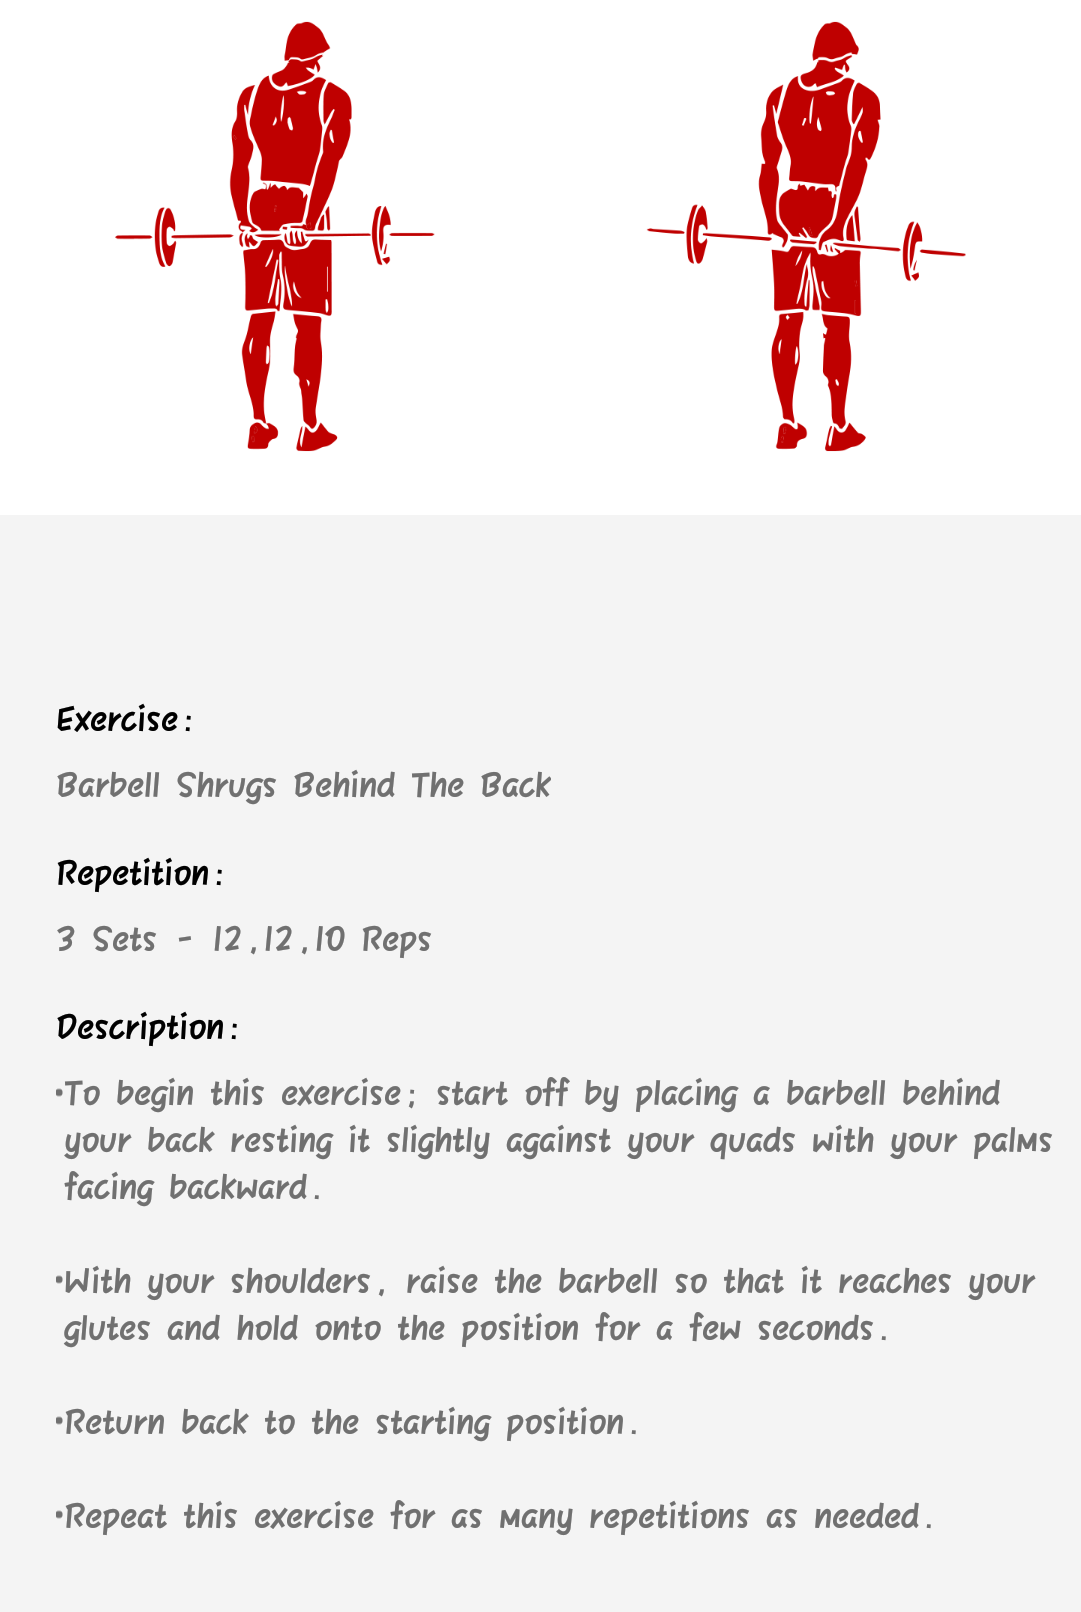 Exercise:
Barbell Shrugs Behind The Back
Repetition:
3 Sets - 12,12,10 Reps
Description:
•To begin this exercise; start off by placing a barbell behind
your back resting it slightly against your quads with your palms
facing backward.
•With your shoulders, raise the barbell so that it reaches your
glutes and hold onto the position for a few seconds.
•Return back to the starting position.
•Repeat this exercise for as many repetitions as needed.